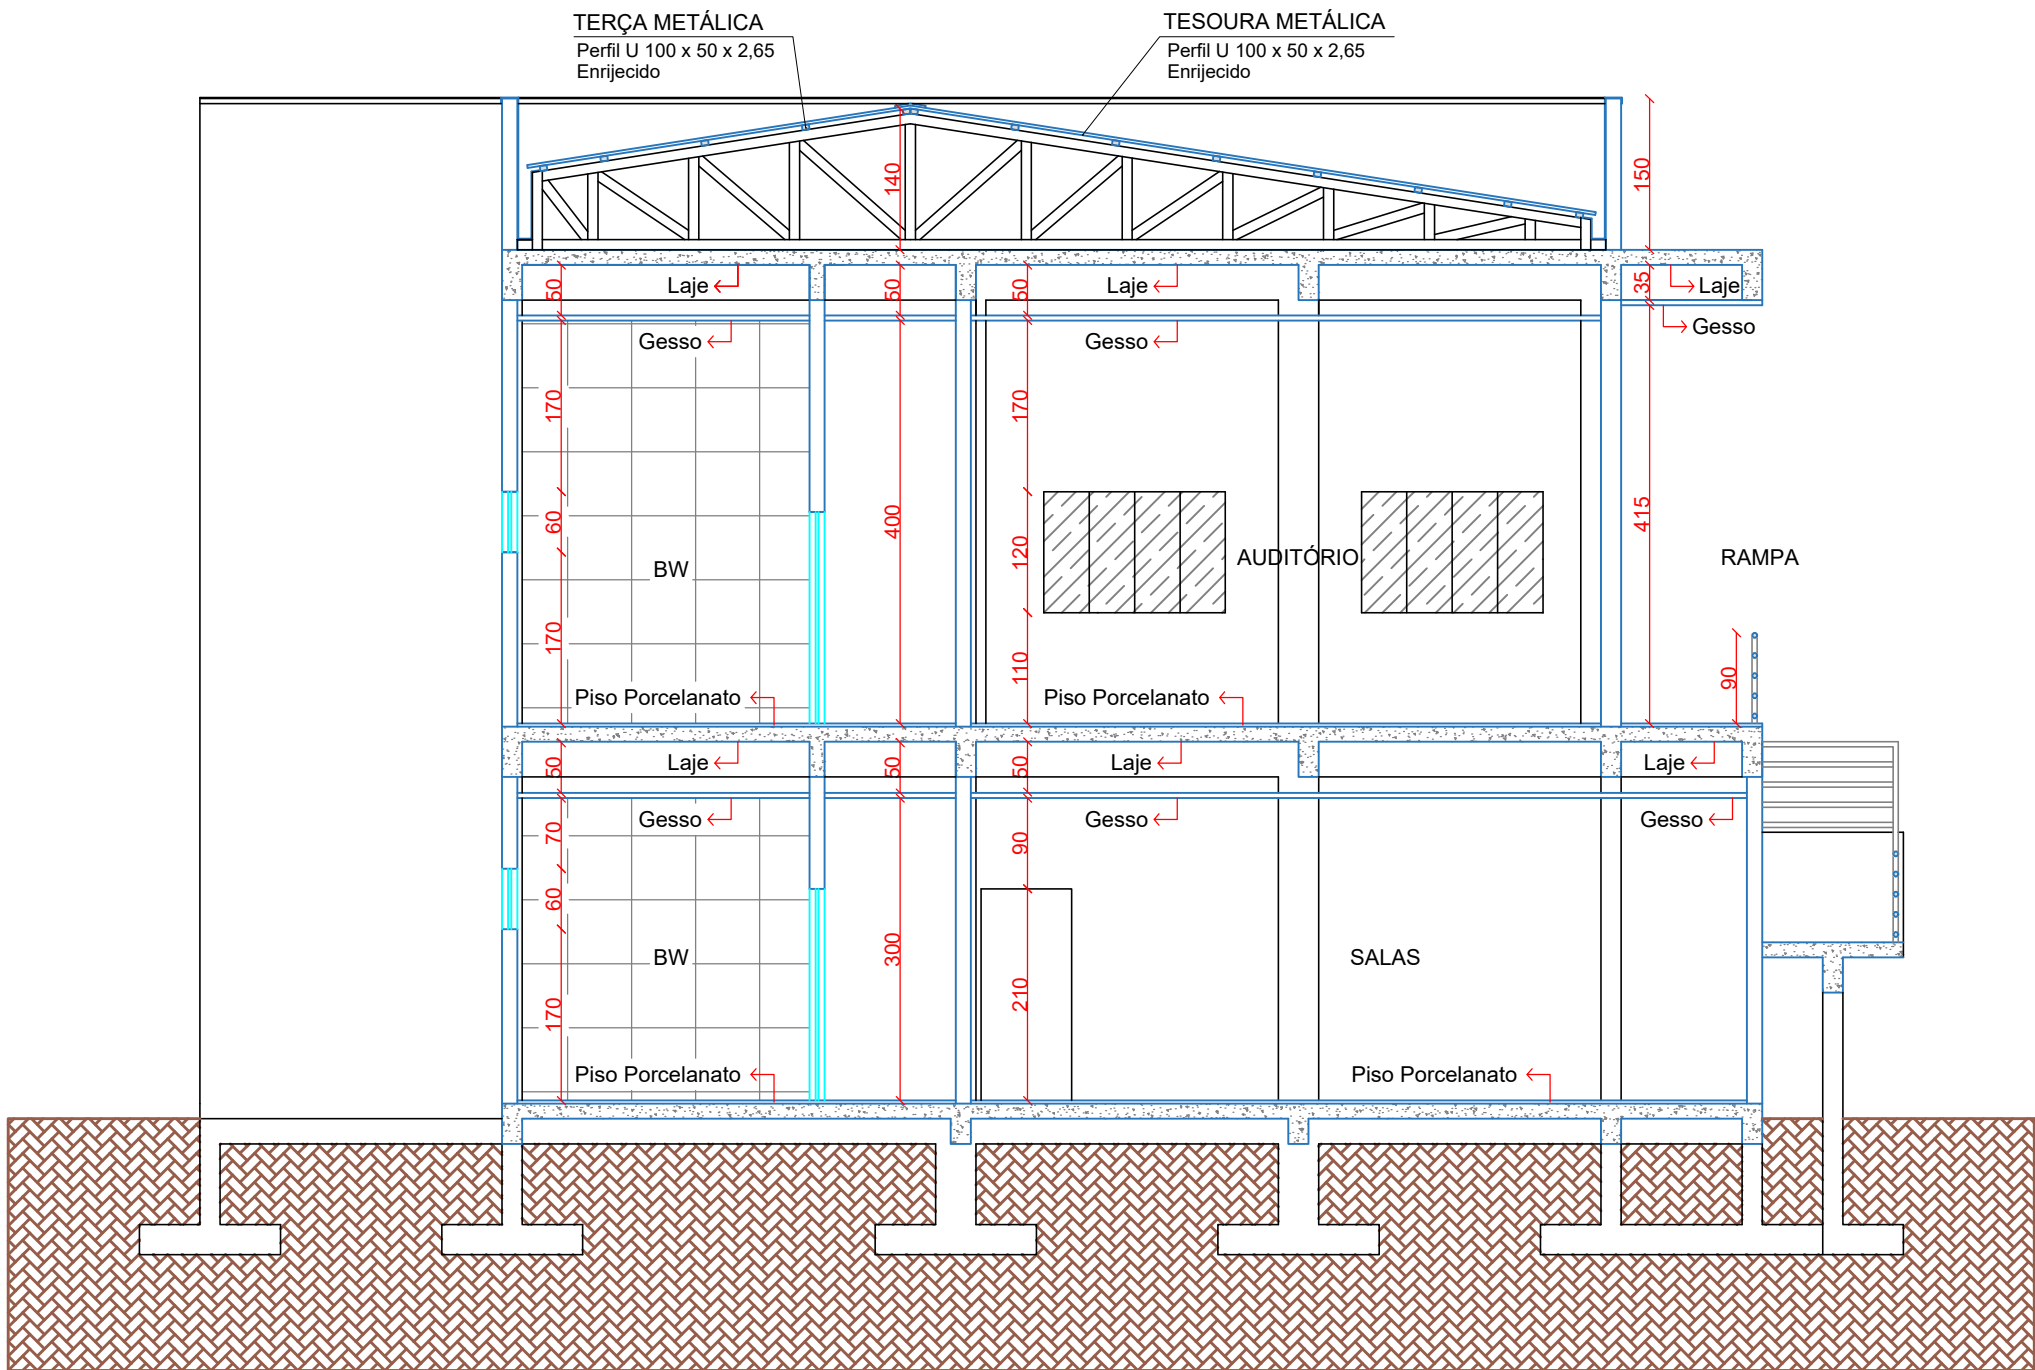 TERÇA METÁLICA
Perfil U 100 x 50 x 2,65
Enrijecido
TESOURA METÁLICA
Perfil U 100 x 50 x 2,65
Enrijecido
140
150
50
Laje
50
50
Laje
35
Laje
Gesso
Gesso
Gesso
170
170
60
400
120
415
BW
AUDITÓRIO
RAMPA
170
110
90
Piso Porcelanato
Piso Porcelanato
50
Laje
50
50
Laje
Laje
Gesso
Gesso
Gesso
70
90
60
300
BW
SALAS
170
210
Piso Porcelanato
Piso Porcelanato